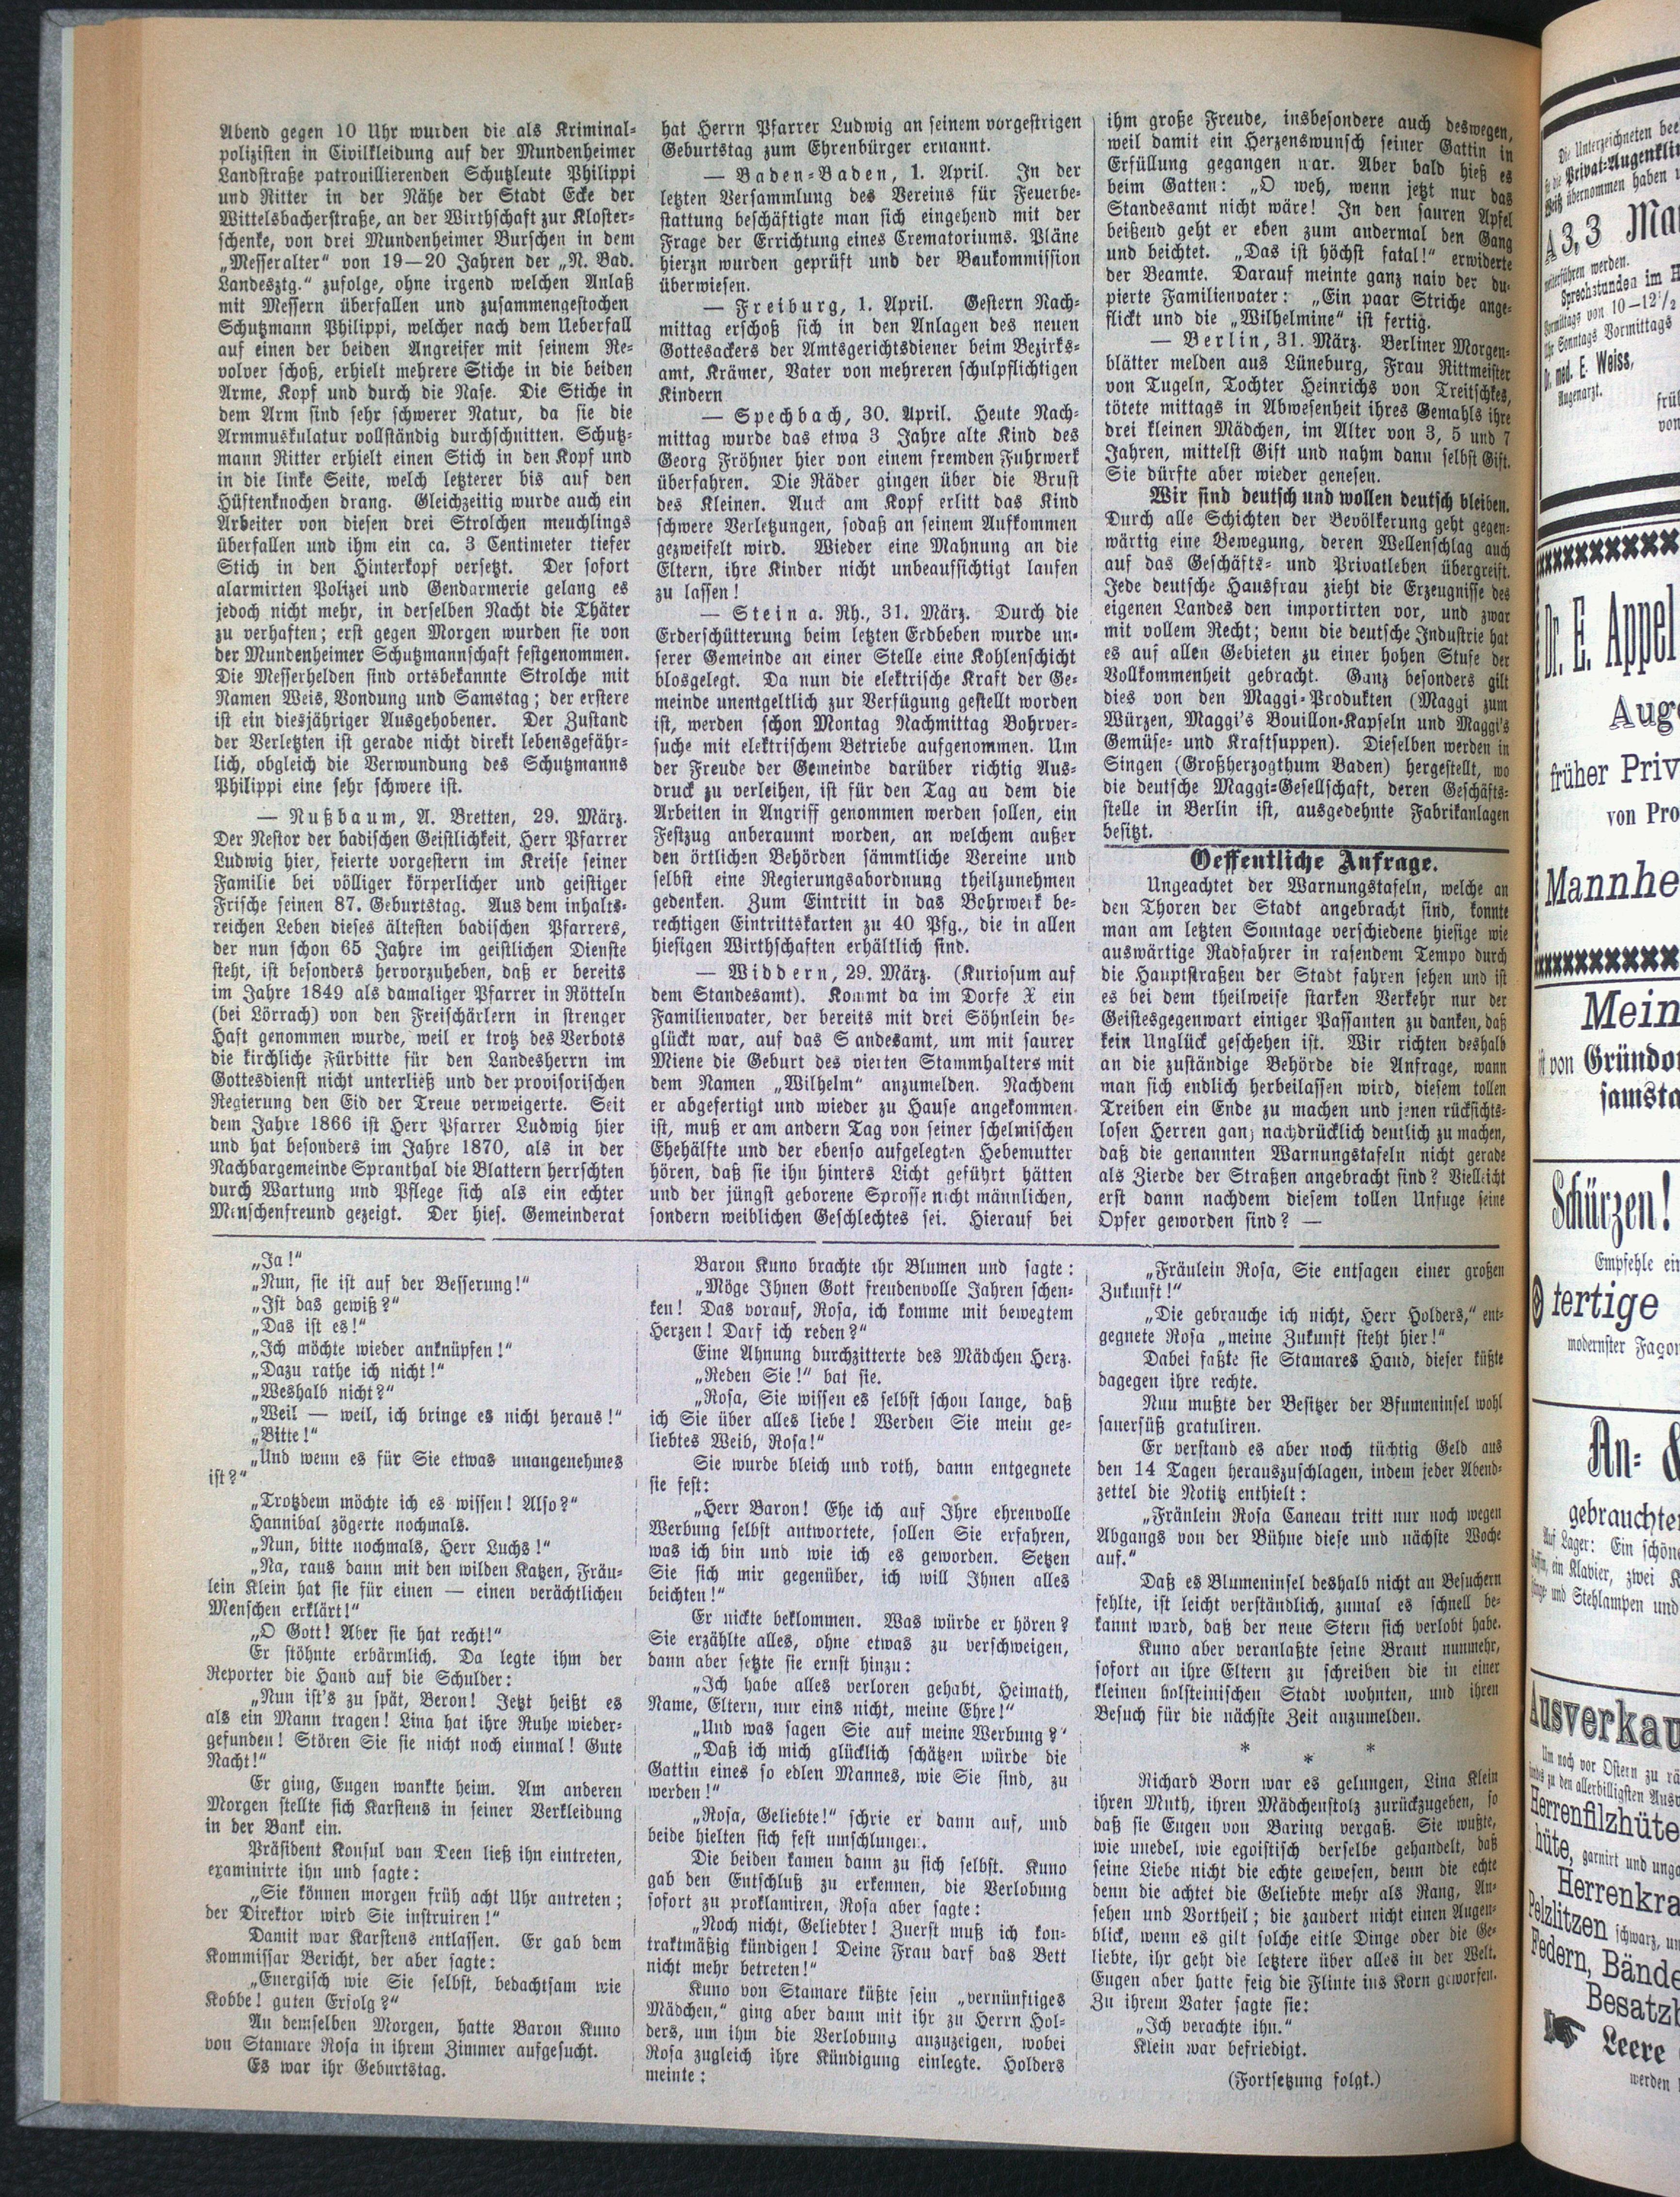 Abend gegen 10 Uhr wurden die als Kriminal-
polizisten in Civilkleidung auf der Mundenheimer
Landstraße patrouillierenden Schutzleute Philippi
und Ritter in der Nähe der Stadt Ecke der
Wittelsbacherstraße, an der Wirthschaft zur Kloster-
schenke, von drei Mundenheimer Burschen in dem
„Messeralter“ von 19—20 Jahren der „N. Bad.
Landesztg.“ zufolge, ohne irgend welchen Anlaß
mit Messern überfallen und zusammengestochen
Schutzmann Philippi, welcher nach dem Ueberfall
auf einen der beiden Angreifer mit seinem Re-
volver schoß, erhielt mehrere Stiche in die beiden
Arme, Kopf und durch die Nase. Die Stiche in
dem Arm sind sehr schwerer Natur, da sie die
Armmuskulatur vollständig durchschnitten. Schutz-
mann Ritter erhielt einen Stich in den Kopf und
in die linke Seite, welch letzterer bis auf den
Hüftenknochen drang. Gleichzeitig wurde auch ein
Arbeiter von diesen drei Strolchen meuchlings
überfallen und ihm ein ca. 3 Centimeter tiefer
Stich in den Hinterkopf versetzt. Der sofort
alarmirten Polizei und Gendarmerie gelang es
jedoch nicht mehr, in derselben Nacht die Thäter
zu verhaften; erst gegen Morgen wurden sie von
der Mundenheimer Schutzmannschaft festgenommen.
Die Messerhelden sind ortsbekannte Strolche mit
Namen Weis, Vondung und Samstag; der erstere
ist ein diesjähriger Ausgehobener. Der Zustand
der Verletzten ist gerade nicht direkt lebensgefähr-
lich, obgleich die Verwundung des Schutzmanns
Philippi eine sehr schwere ist.
— Nußbaum, A. Bretten, 29. März.
Der Nestor der badischen Geistlichkeit, Herr Pfarrer
Ludwig hier, feierte vorgestern im Kreise seiner
Familie bei völliger körperlicher und geistiger
Frische seinen 87. Geburtstag. Aus dem inhalts-
reichen Leben dieses ältesten badischen Pfarrers,
der nun schon 65 Jahre im geistlichen Dienste
steht, ist besonders hervorzuheben, daß er bereits
im Jahre 1849 als damaliger Pfarrer in Rötteln
(bei Lörrach) von den Freischärlern in strenger
Haft genommen wurde, weil er trotz des Verbots
die kirchliche Fürbitte für den Landesherrn im
Gottesdienst nicht unterließ und der provisorischen
Regierung den Eid der Treue verweigerte. Seit
dem Jahre 1866 ist Herr Pfarrer Ludwig hier
und hat besonders im Jahre 1870, als in der
Nachbargemeinde Spranthal die Blattern herrschten
durch Wartung und Pflege sich als ein echter
Menschenfreund gezeigt. Der hies. Gemeinderat
hat Herrn Pfarrer Ludwig an seinem vorgestrigen
Geburtstag zum Ehrenbürger ernannt.
— Baden-Baden, 1. April. In der
letzten Versammlung des Vereins für Feuerbe-
stattung beschäftigte man sich eingehend mit der
Frage der Errichtung eines Crematoriums. Pläne
hierzn wurden geprüft und der Baukommission
überwiesen.
— Freiburg, 1. April. Gestern Nach-
mittag erschoß sich in den Anlagen des neuen
Gottesackers der Amtsgerichtsdiener beim Bezirks-
amt, Krämer, Vater von mehreren schulpflichtigen
Kindern
— Spechbach, 30. April. Heute Nach-
mittag wurde das etwa 3 Jahre alte Kind des
Georg Fröhner hier von einem fremden Fuhrwerk
überfahren. Die Räder gingen über die Brust
des Kleinen. Auch am Kopf erlitt das Kind
schwere Verletzungen, sodaß an seinem Aufkommen
gezweifelt wird. Wieder eine Mahnung an die
Eltern, ihre Kinder nicht unbeaufsichtigt laufen
zu lassen!
— Stein a. Rh., 31. März. Durch die
Erderschütterung beim letzten Erdbeben wurde un-
serer Gemeinde an einer Stelle eine Kohlenschicht
blosgelegt. Da nun die elektrische Kraft der Ge-
meinde unentgeltlich zur Verfügung gestellt worden
ist, werden schon Montag Nachmittag Bohrver-
suche mit elektrischem Betriebe aufgenommen. Um
der Freude der Gemeinde darüber richtig Aus-
druck zu verleihen, ist für den Tag an dem die
Arbeiten in Angriff genommen werden sollen, ein
Festzug anberaumt worden, an welchem außer
den örtlichen Behörden sämmtliche Vereine und
selbst eine Regierungsabordnung theilzunehmen
gedenken. Zum Eintritt in das Bohrwerk be-
rechtigen Eintrittskarten zu 40 Pfg., die in allen
hiesigen Wirthschaften erhältlich sind.
— Widdern, 29. März. (Kuriosum auf
dem Standesamt). Kommt da im Dorfe X ein
Familienvater, der bereits mit drei Söhnlein be-
glückt war, auf das S andesamt, um mit saurer
Miene die Geburt des vierten Stammhalters mit
dem Namen „Wilhelm“ anzumelden. Nachdem
er abgefertigt und wieder zu Hause angekommen
ist, muß er am andern Tag von seiner schelmischen
Ehehälfte und der ebenso aufgelegten Hebemutter
hören, daß sie ihn hinters Licht geführt hätten
und der jüngst geborene Sprosse nicht männlichen,
sondern weiblichen Geschlechtes sei. Hierauf bei
ihm große Freude, insbesondere auch deswegen,
weil damit ein Herzenswunsch seiner Gattin in
Erfüllung gegangen war. Aber bald hieß es
beim Gatten: „O weh, wenn jetzt nur das
Standesamt nicht wäre! In den sauren Apfel
beißend geht er eben zum andermal den Gang
und beichtet. „Das ist höchst fatal!“ erwiderte
der Beamte. Darauf meinte ganz naiv der du-
pierte Familienvater: „Ein paar Striche ange-
flickt und die „Wilhelmine“ ist fertig.
— Berlin, 31. März. Berliner Morgen-
blätter melden aus Lüneburg, Frau Rittmeister
von Tugeln, Tochter Heinrichs von Treitschkes,
tötete mittags in Abwesenheit ihres Gemahls ihre
drei kleinen Mädchen, im Alter von 3, 5 und 7
Jahren, mittelst Gift und nahm dann selbst Gift.
Sie dürfte aber wieder genesen.
Wir sind deutsch und wollen deutsch bleiben.
Durch alle Schichten der Bevölkerung geht gegen-
wärtig eine Bewegung, deren Wellenschlag auch
auf das Geschäfts- und Privatleben übergreift.
Jede deutsche Hausfrau zieht die Erzeugnisse des
eigenen Landes den importirten vor, und zwar
mit vollem Recht; denn die deutsche Industrie hat
es auf allen Gebieten zu einer hohen Stufe der
Vollkommenheit gebracht. Ganz besonders gilt
dies von den Maggi-Produkten (Maggi zum
Würzen, Maggi's Bouillon-Kapseln und Maggi's
Gemüse- und Kraftsuppen). Dieselben werden in
Singen (Großherzogthum Baden) hergestellt, wo
die deutsche Maggi-Gesellschaft, deren Geschäfts-
stelle in Berlin ist, ausgedehnte Fabrikanlagen
besitzt.
Oeffentliche Anfrage.
Ungeachtet der Warnungstafeln, welche an
den Thoren der Stadt angebracht sind, konnte
man am letzten Sonntage verschiedene hiesige wie
auswärtige Radfahrer in rasendem Tempo durch
die Hauptstraßen der Stadt fahren sehen und ist
es bei dem theilweise starken Verkehr nur der
Geistesgegenwart einiger Passanten zu danken, daß
kein Unglück geschehen ist. Wir richten deshalb
an die zuständige Behörde die Anfrage, wann
man sich endlich herbeilassen wird, diesem tollen
Treiben ein Ende zu machen und jenen rücksichts-
losen Herren ganz nachdrücklich deutlich zu machen,
daß die genannten Warnungstafeln nicht gerade
als Zierde der Straßen angebracht sind? Vielleicht
erst dann nachdem diesem tollen Unfuge seine
Opfer geworden sind? —
„Ja!“
„Nun, sie ist auf der Besserung!“
„Ist das gewiß?“
„Das ist es!“
„Ich möchte wieder anknüpfen!“
„Dazu rathe ich nicht!“
„Weshalb nicht?“
„Weil — weil, ich bringe es nicht heraus!“
„Bitte!“
„Und wenn es für Sie etwas unangenehmes
ist?“
„Trotzdem möchte ich es wissen! Also?“
Hannibal zögerte nochmals.
„Nun, bitte nochmals, Herr Luchs!“
„Na, raus dann mit den wilden Katzen, Fräu-
lein Klein hat sie für einen — einen verächtlichen
Menschen erklärt!“
„O Gott! Aber sie hat recht!“
Er stöhnte erbärmlich. Da legte ihm der
Reporter die Hand auf die Schulder:
„Nun ist's zu spät, Beron! Jetzt heißt es
als ein Mann tragen! Lina hat ihre Ruhe wieder-
gefunden! Stören Sie sie nicht noch einmal! Gute
Nacht!“
Er ging, Eugen wankte heim. Am anderen
Morgen stellte sich Karstens in seiner Verkleidung
in der Bank ein.
Präsident Konsul van Deen ließ ihn eintreten,
examinirte ihn und sagte:
„Sie können morgen früh acht Uhr antreten;
der Direktor wird Sie instruiren!“
Damit war Karstens entlassen. Er gab dem
Kommissar Bericht, der aber sagte:
„Energisch wie Sie selbst, bedachtsam wie
Kobbe! guten Erfolg?“
An demselben Morgen, hatte Baron Kuno
von Stamare Rosa in ihrem Zimmer aufgesucht.
Es war ihr Geburtstag.
Baron Kuno brachte ihr Blumen und sagte:
„Möge Ihnen Gott freudenvolle Jahren schen-
ken! Das vorauf, Rosa, ich komme mit bewegtem
Herzen! Darf ich reden?“
Eine Ahnung durchzitterte des Mädchen Herz.
„Reden Sie!“ bat sie.
„Rosa, Sie wissen es selbst schon lange, daß
ich Sie über alles liebe! Werden Sie mein ge-
liebtes Weib, Rosa!“
Sie wurde bleich und roth, dann entgegnete
sie fest:
„Herr Baron! Ehe ich auf Ihre ehrenvolle
Werbung selbst antwortete, sollen Sie erfahren,
was ich bin und wie ich es geworden. Setzen
Sie sich mir gegenüber, ich will Ihnen alles
beichten!“
Er nickte beklommen. Was würde er hören?
Sie erzählte alles, ohne etwas zu verschweigen,
dann aber setzte sie ernst hinzu:
„Ich habe alles verloren gehabt, Heimath,
Name, Eltern, nur eins nicht, meine Ehre!“
„Und was sagen Sie auf meine Werbung?“
„Daß ich mich glücklich schätzen würde die
Gattin eines so edlen Mannes, wie Sie sind, zu
werden!“
„Rosa, Geliebte!“ schrie er dann auf, und
beide hielten sich fest umschlungen.
Die beiden kamen dann zu sich selbst. Kuno
gab den Entschluß zu erkennen, die Verlobung
sofort zu proklamiren, Rosa aber sagte:
„Noch nicht, Geliebter! Zuerst muß ich kon-
traktmäßig kündigen! Deine Frau darf das Bett
nicht mehr betreten!“
Kuno von Stamare küßte sein „vernünftiges
Mädchen,“ ging aber dann mit ihr zu Herrn Hol-
ders, um ihm die Verlobung anzuzeigen, wobei
Rosa zugleich ihre Kündigung einlegte. Holders
meinte:
„Fräulein Rosa, Sie entsagen einer großen
Zukunft!“
„Die gebrauche ich nicht, Herr Holders,“ ent-
gegnete Rosa „meine Zukunft steht hier!“
Dabei faßte sie Stamares Hand, dieser küßte
dagegen ihre rechte.
Nun mußte der Besitzer der Bfumeninsel wohl
sauersüß gratuliren.
Er verstand es aber noch tüchtig Geld aus
den 14 Tagen herauszuschlagen, indem jeder Abend-
zettel die Notitz enthielt:
„Fränlein Rosa Caneau tritt nur noch wegen
Abgangs von der Bühne diese und nächste Woche
auf.“
Daß es Blumeninsel deshalb nicht an Besuchern
fehlte, ist leicht verständlich, zumal es schnell be-
kannt ward, daß der neue Stern sich verlobt habe.
Kuno aber veranlaßte seine Braut nunmehr,
sofort an ihre Eltern zu schreiben die in einer
kleinen holsteinischen Stadt wohnten, und ihren
Besuch für die nächste Zeit anzumelden.
* * *
Richard Born war es gelungen, Lina Klein
ihren Muth, ihren Mädchenstolz zurückzugeben, so
daß sie Eugen von Baring vergaß. Sie wußte,
wie unedel, wie egoistisch derselbe gehandelt, daß
seine Liebe nicht die echte gewesen, denn die echte
denn die achtet die Geliebte mehr als Rang, An-
sehen und Vortheil; die zaudert nicht einen Augen-
blick, wenn es gilt solche eitle Dinge oder die Ge-
liebte, ihr geht die letztere über alles in der Welt.
Eugen aber hatte feig die Flinte ins Korn geworfen.
Zu ihrem Vater sagte sie:
„Ich verachte ihn.“
Klein war befriedigt.
(Fortsetzung folgt.)
Die Unterzeichneten
Privat-Augenklin
übernommen haben
A 3, 3 Ma
weiterführen werden.
Sprechstunden im H
Vormittags von 10—12½
Uhr Sonntags Vormittags
Dr. med. E. Weiss,
Augenarzt.
früh
von
Dr. E. Appel
Auge
früher Priv
von Pro
Mannhe
Mein
ist von Gründon
samsta
Schürzen!
Empfehle ein
fertige
modernster Façon
An- &
gebrauchte
Auf Lager: Ein schöne
ein Klavier, zwei K
und Stehlampen und
Ausverkau
Um noch vor Ostern zu rä
zu den allerbilligsten
Herrenfilzhüte
hüte, garnirt und unga
Herrenkra
Pelzlitzen schwarz, un
Federn, Bände
Besatzb
Leere
werden